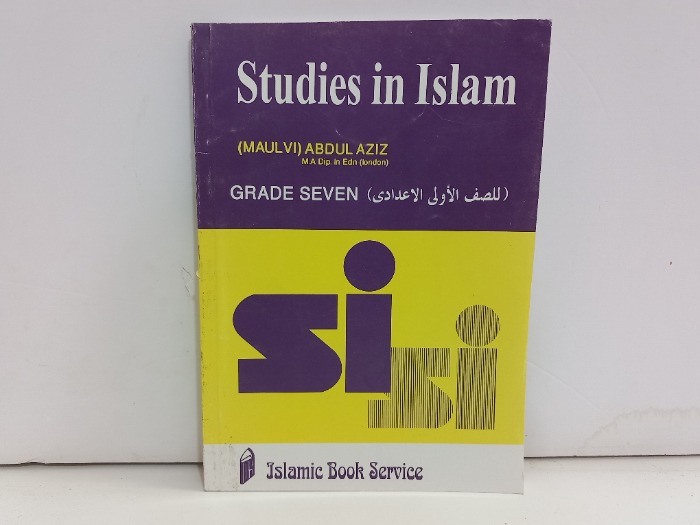 Studies in Islam
(MAULVI) ABDUL AZIZ
M.A Dip. In Edn (london)
GRADE SEVEN (للصف الأولى الاعدادى)
si
si
Islamic Book Service